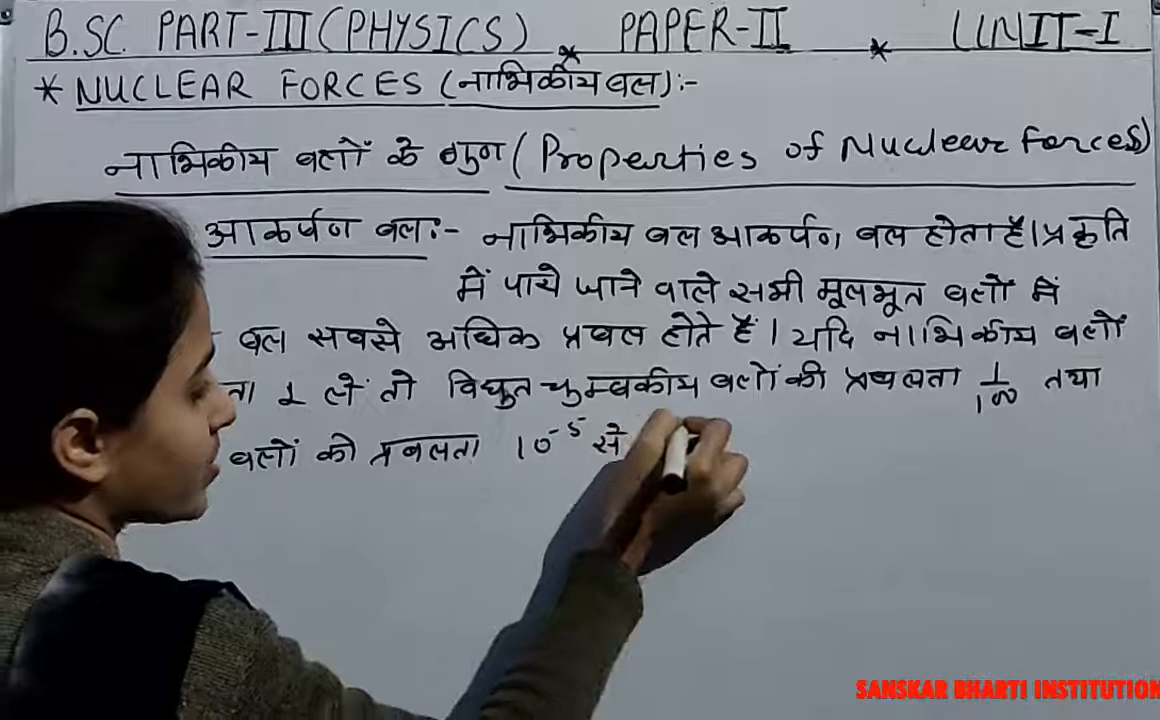 B.SC. PART-III (PHYSICS) * PAPER-II * UNIT-I
* NUCLEAR FORCES (नाभिकीय बल) :-
नाभिकीय बलों के गुण (Properties of Nuclear Forces)
आकर्षण बल :- नाभिकीय बल आकर्षण बल होता है। प्रकृति
में पाये जाने वाले सभी मूलभूत बलों में
बल सबसे अधिक प्रबल होते हैं। यदि नाभिकीय बलों
ता 1 लें तो विद्युत चुम्बकीय बलों की प्रबलता 1/100 तथा
बलों की प्रबलता 10⁻⁵ से
SANSKAR BHARTI INSTITUTION